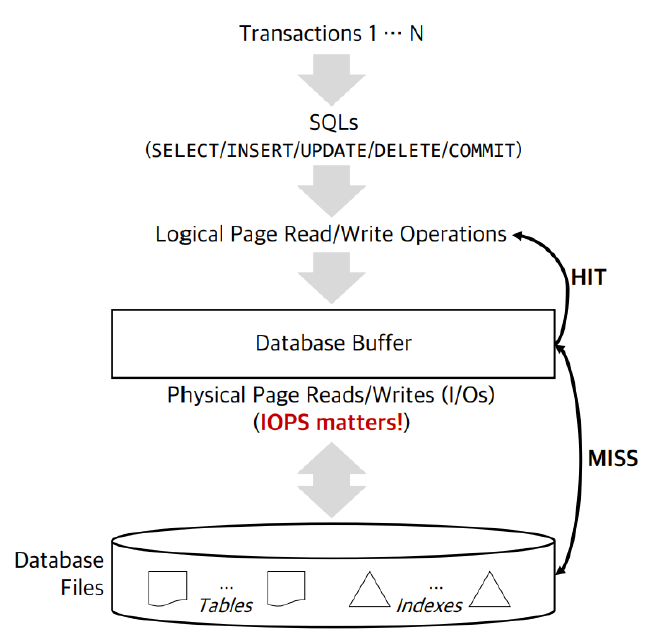 Transactions 1 ··· N
SQLs
(SELECT/INSERT/UPDATE/DELETE/COMMIT)
Logical Page Read/Write Operations
HIT
Database Buffer
Physical Page Reads/Writes (I/Os)
(IOPS matters!)
MISS
Database
Files
...
Tables
...
Indexes